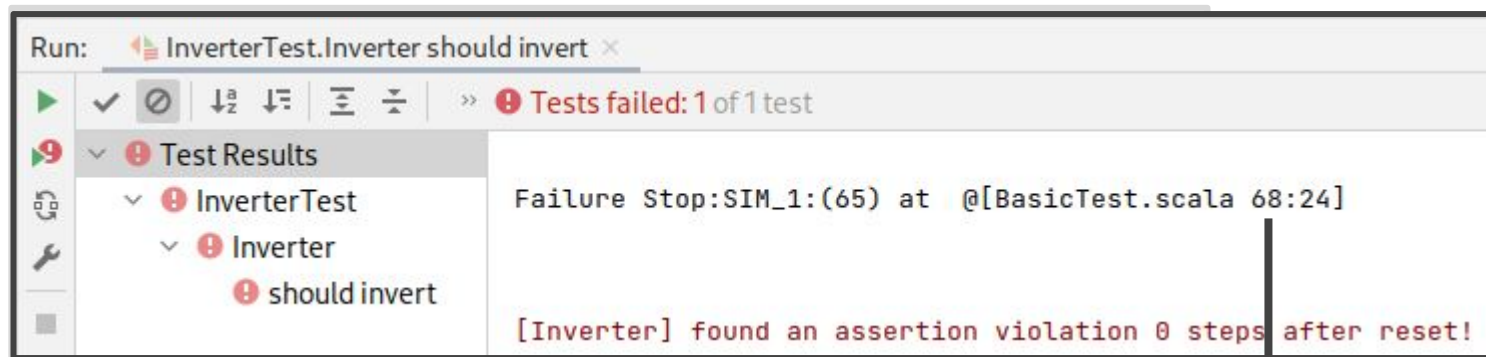 Run: InverterTest.Inverter should invert ×
» Tests failed: 1 of 1 test
Test Results
InverterTest
Inverter
should invert
Failure Stop:SIM_1:(65) at  @[BasicTest.scala 68:24]
[Inverter] found an assertion violation 0 steps after reset!